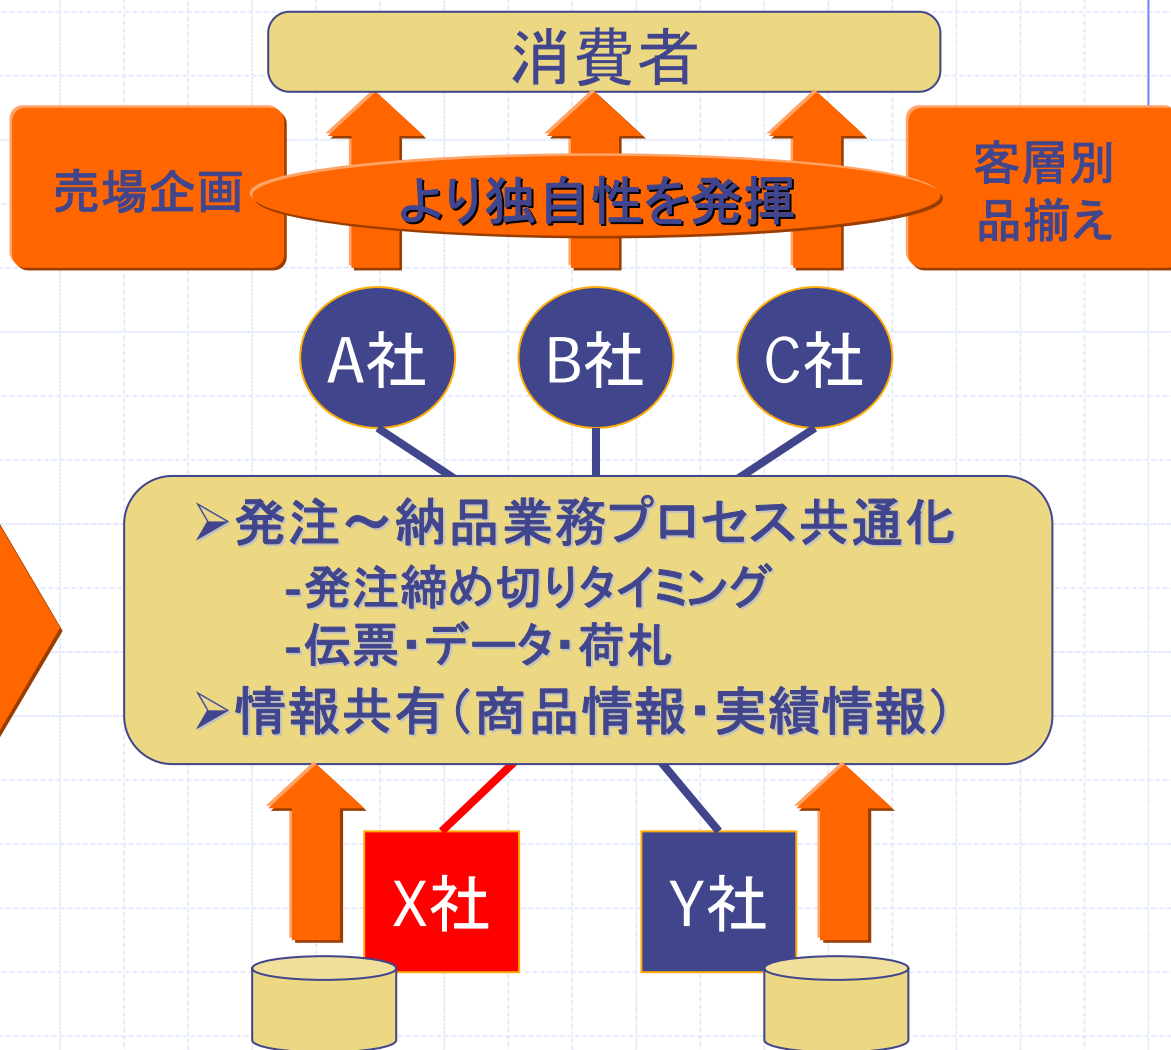 消費者
売場企画
より独自性を発揮
客層別
品揃え
A社
B社
C社
➢発注～納品業務プロセス共通化
-発注締め切りタイミング
-伝票・データ・荷札
➢情報共有（商品情報・実績情報）
X社
Y社